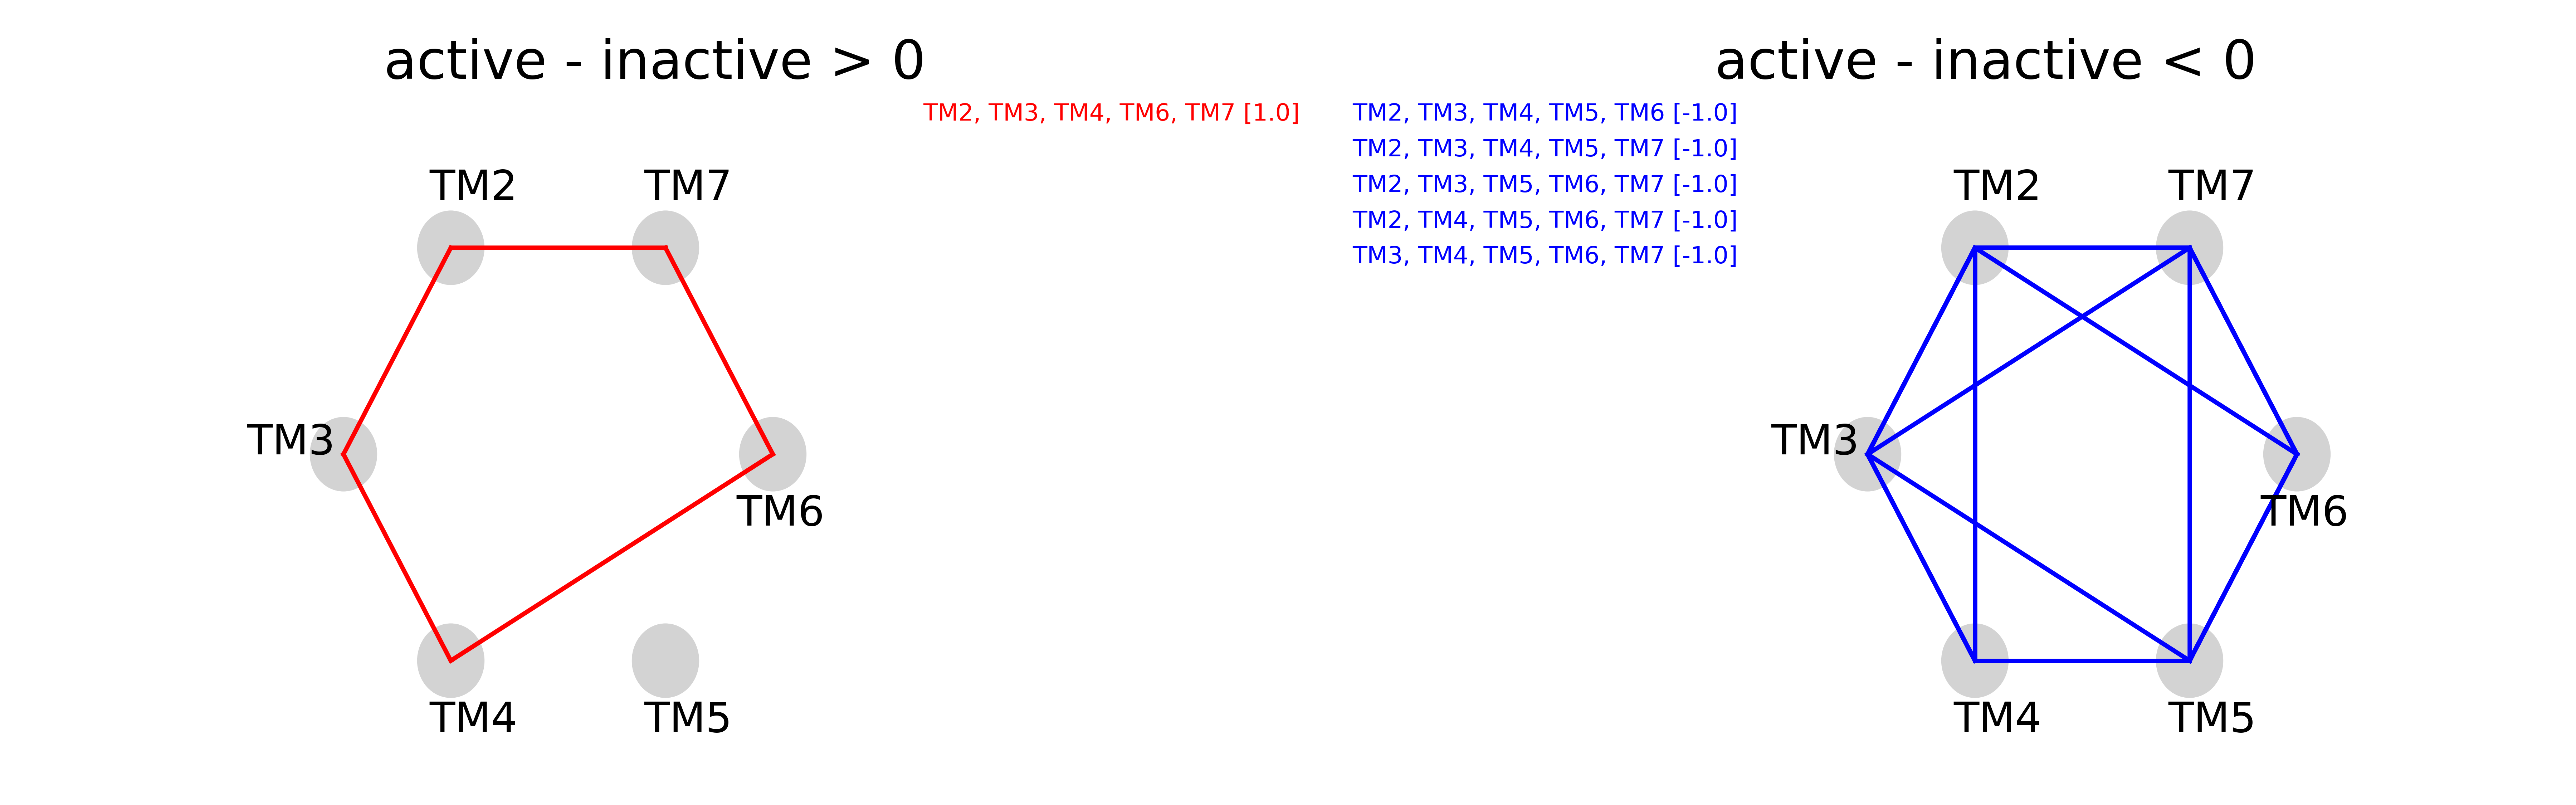 active - inactive > 0
TM2, TM3, TM4, TM6, TM7 [1.0]
TM2
TM7
TM3
TM6
TM4
TM5
active - inactive < 0
TM2, TM3, TM4, TM5, TM6 [-1.0]
TM2, TM3, TM4, TM5, TM7 [-1.0]
TM2, TM3, TM5, TM6, TM7 [-1.0]
TM2, TM4, TM5, TM6, TM7 [-1.0]
TM3, TM4, TM5, TM6, TM7 [-1.0]
TM2
TM7
TM3
TM6
TM4
TM5